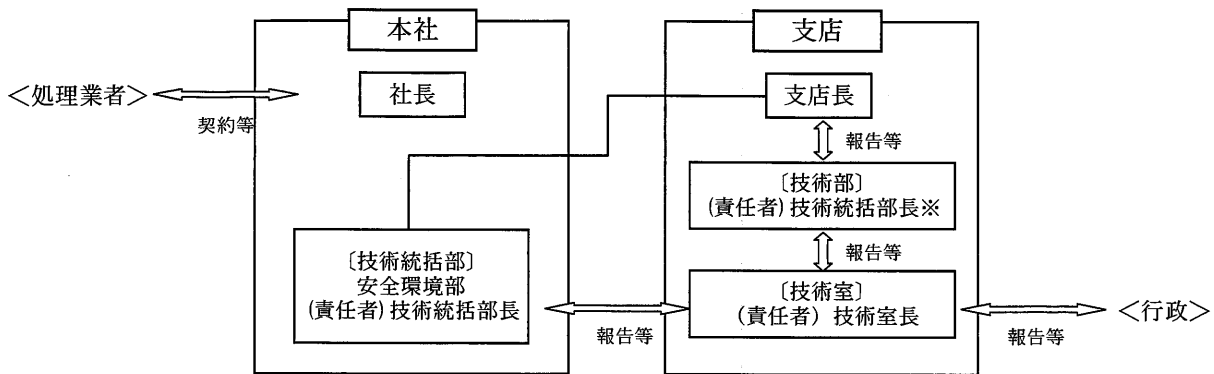 本社
支店
<処理業者>
契約等
社長
支店長
報告等
〔技術部〕
(責任者)技術統括部長※
報告等
〔技術統括部〕
安全環境部
(責任者)技術統括部長
報告等
〔技術室〕
(責任者)技術室長
報告等
<行政>